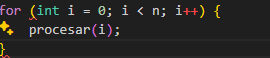 for (int i = 0; i < n; i++) {
procesar(i);
}